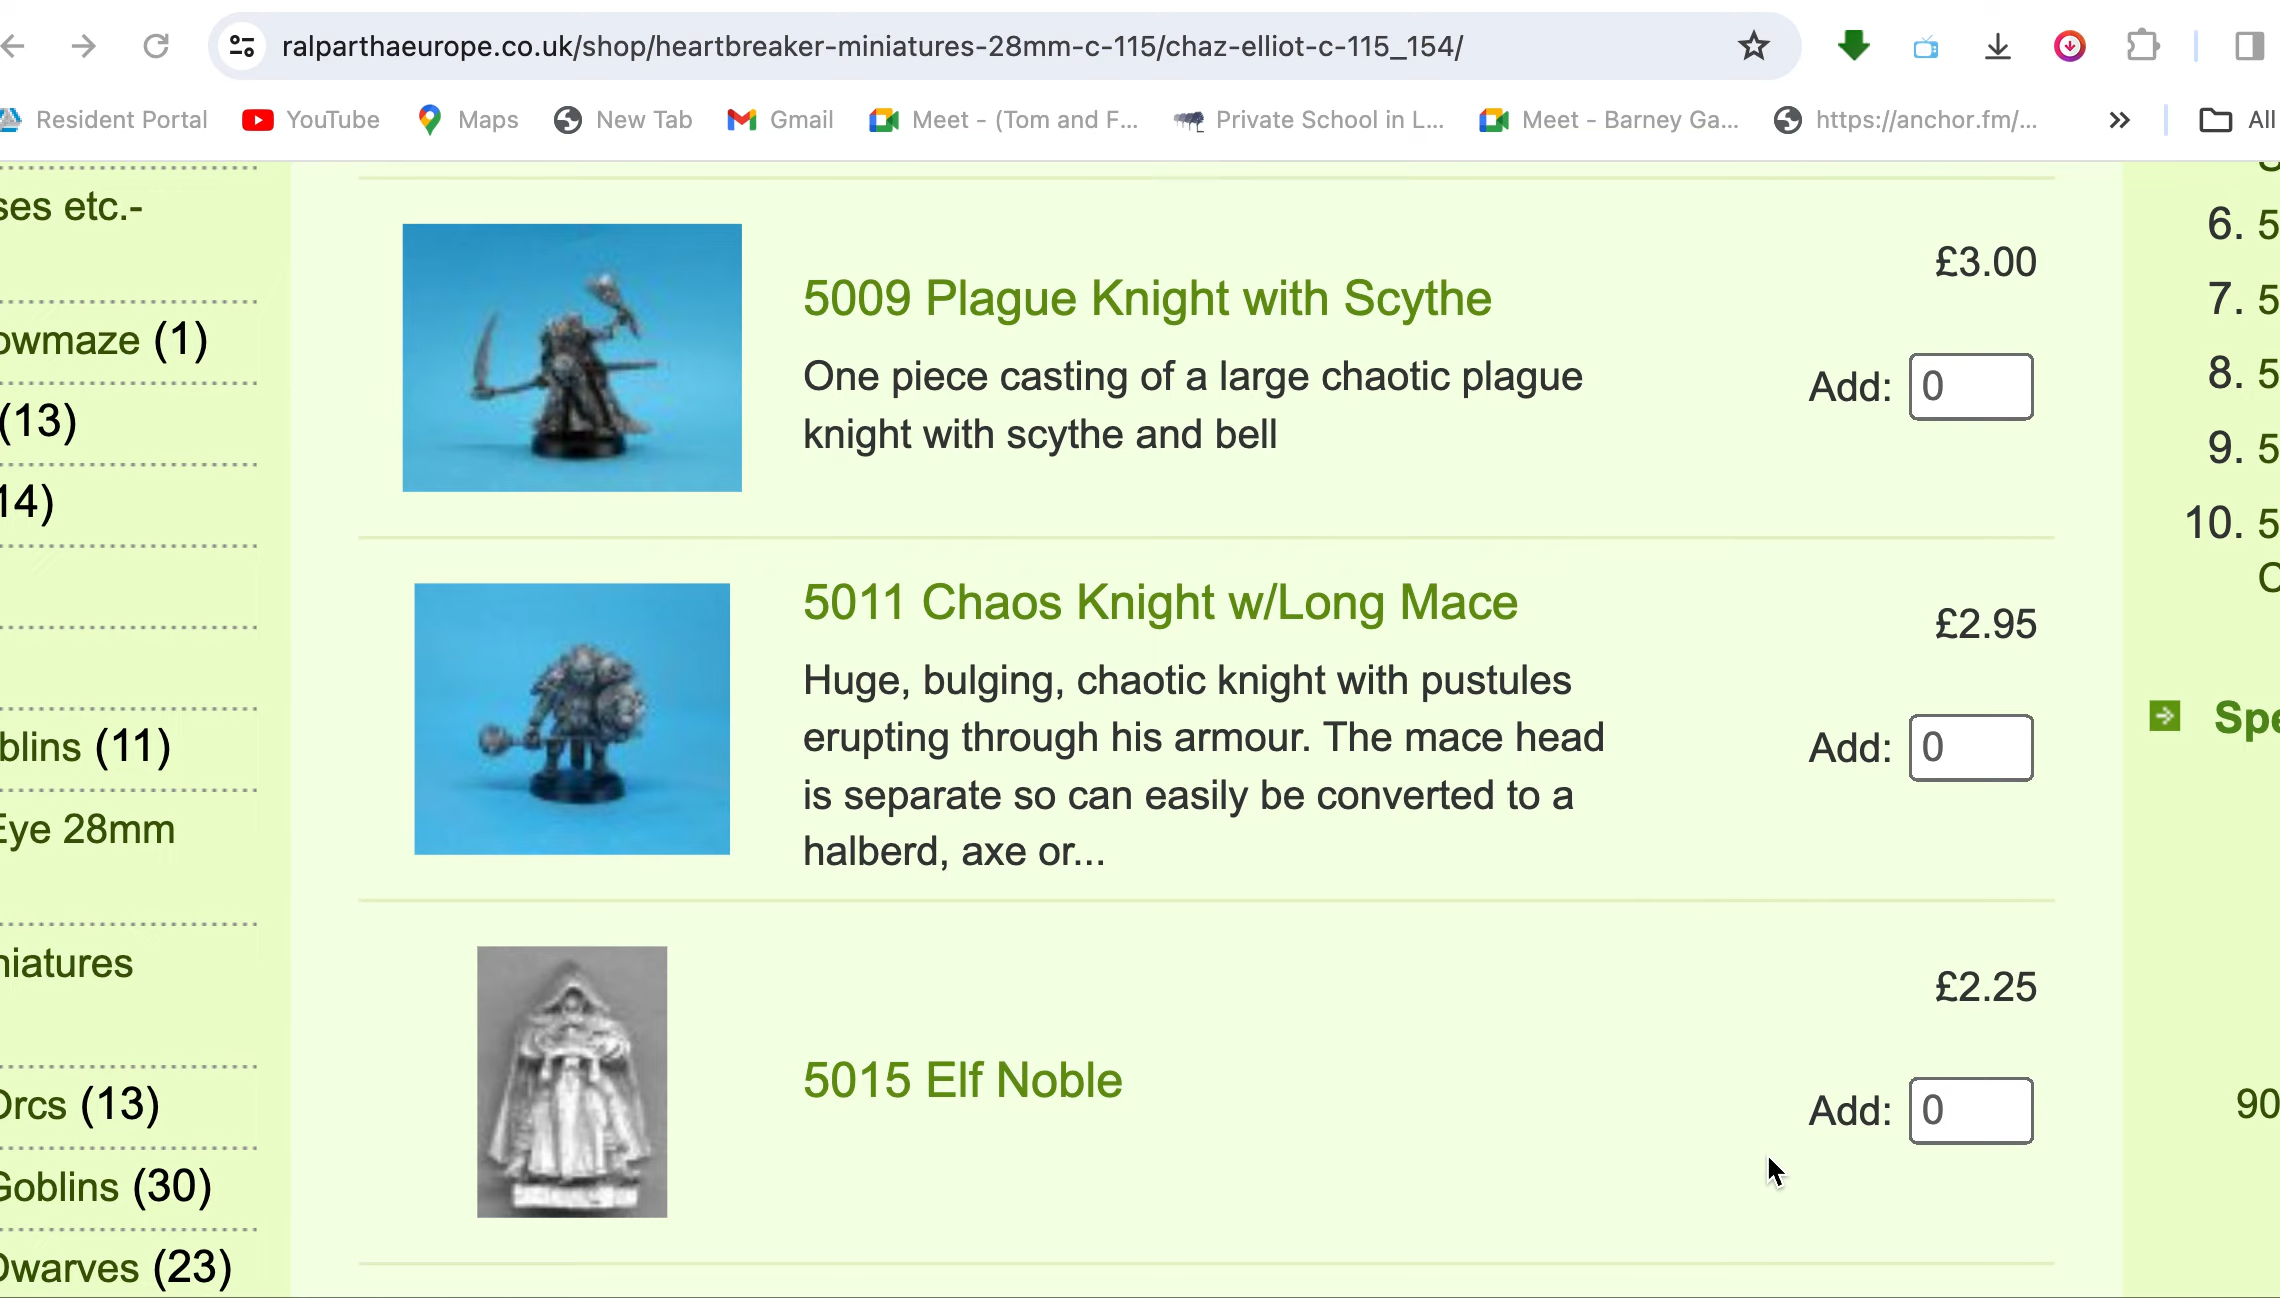 ralparthaeurope.co.uk/shop/heartbreaker-miniatures-28mm-c-115/chaz-elliot-c-115_154/
Resident Portal YouTube Maps New Tab Gmail Meet - (Tom and F... Private School in L... Meet - Barney Ga... https://anchor.fm/... » All
ses etc.-
owmaze (1)
(13)
14)
blins (11)
Eye 28mm
niatures
Orcs (13)
Goblins (30)
Dwarves (23)
5009 Plague Knight with Scythe
One piece casting of a large chaotic plague
knight with scythe and bell
£3.00
Add: 0
5011 Chaos Knight w/Long Mace
Huge, bulging, chaotic knight with pustules
erupting through his armour. The mace head
is separate so can easily be converted to a
halberd, axe or...
£2.95
Add: 0
5015 Elf Noble
£2.25
Add: 0
6. 5
7. 5
8. 5
9. 5
10. 5
Spe
90